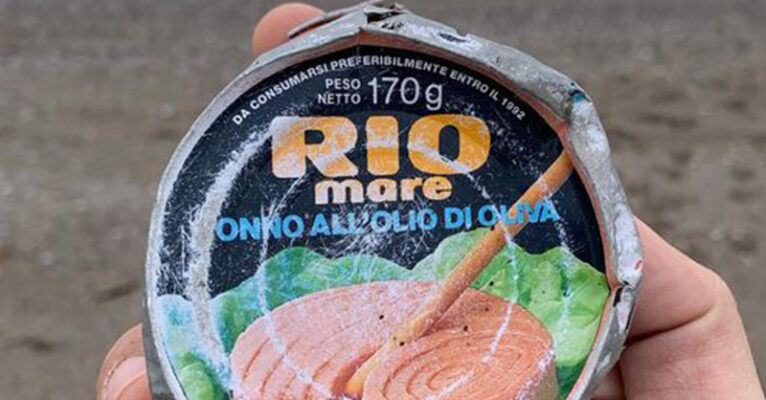 DA CONSUMARSI PREFERIBILMENTE ENTRO IL 1992
PESO NETTO 170g
RIO
mare
ONNO ALL'OLIO DI OLIVA